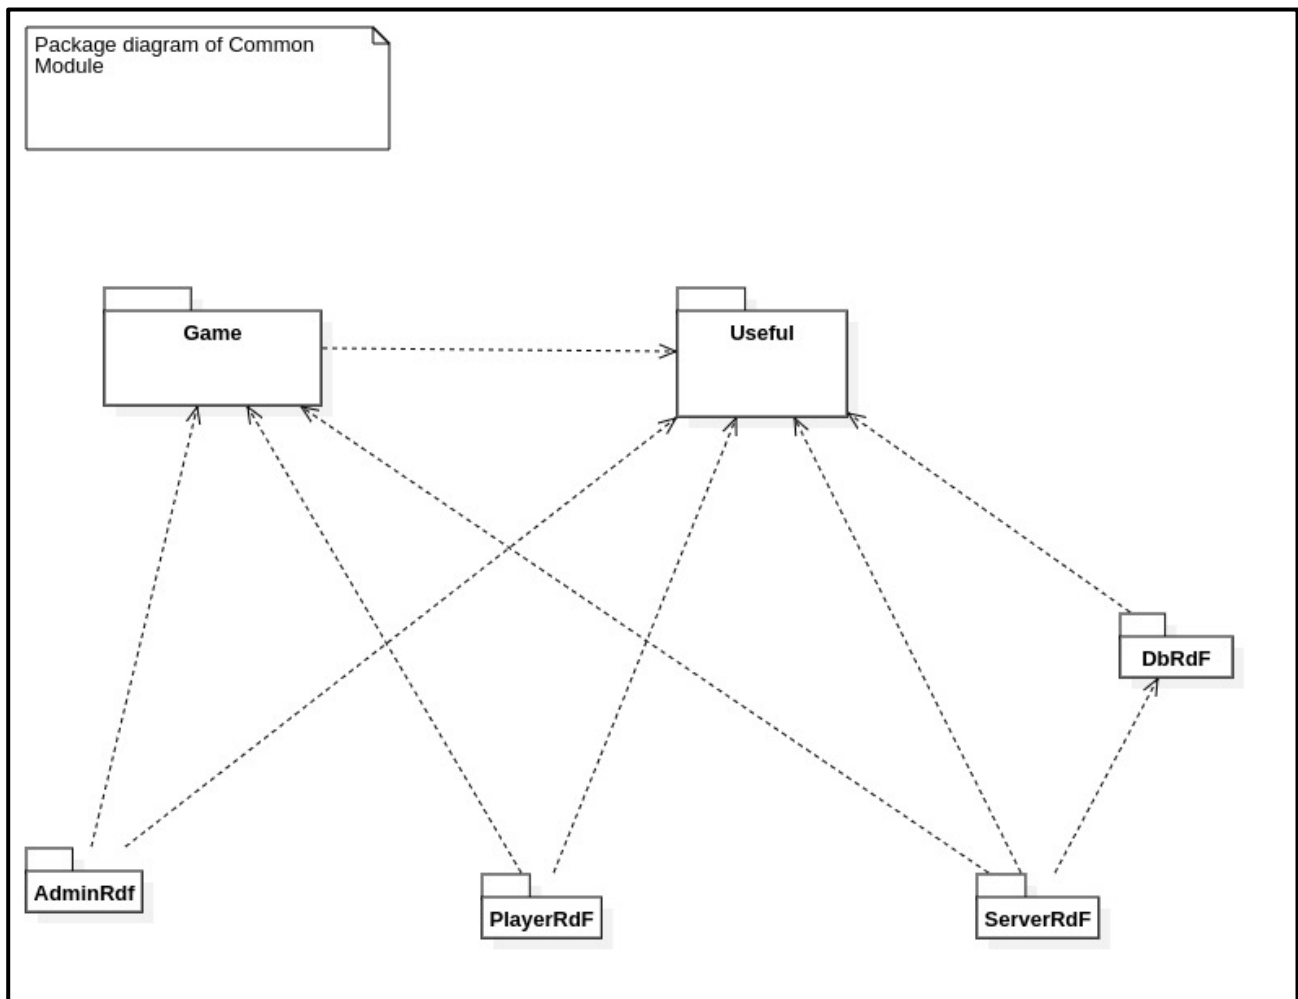 Package diagram of Common
Module
Game
Useful
DbRdF
AdminRdf
PlayerRdF
ServerRdF